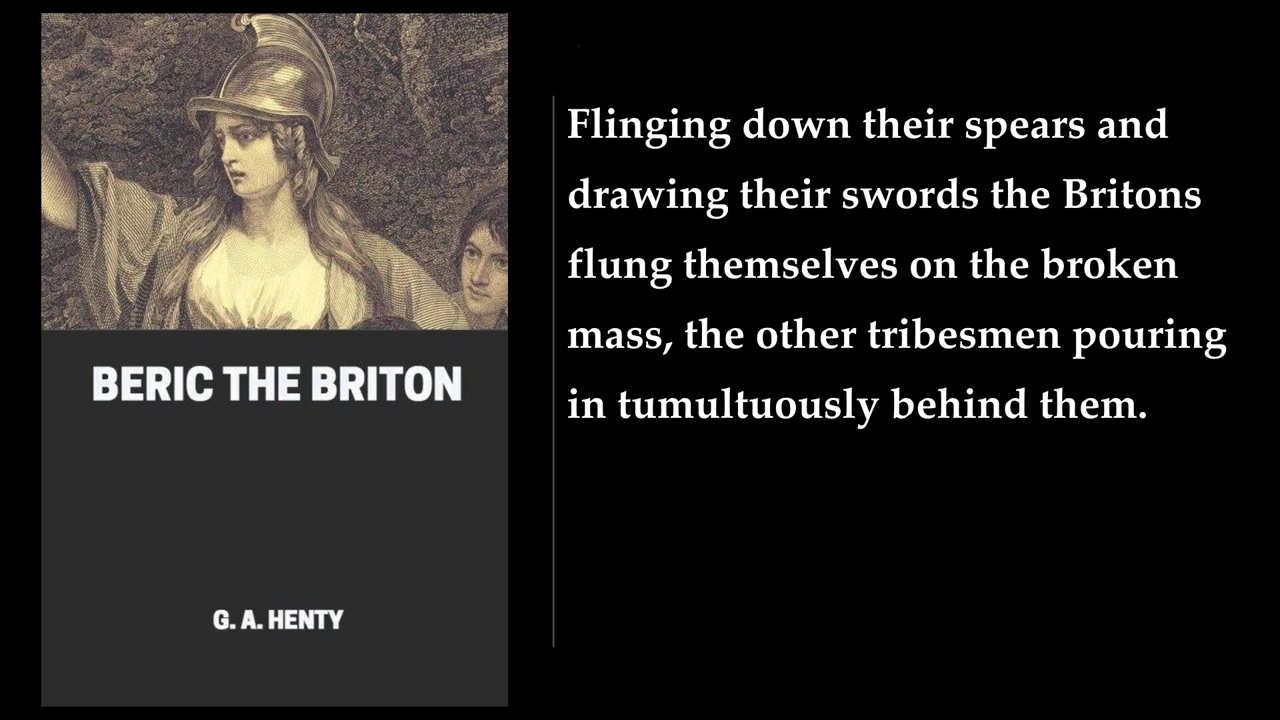 BERIC THE BRITON
G. A. HENTY
Flinging down their spears and
drawing their swords the Britons
flung themselves on the broken
mass, the other tribesmen pouring
in tumultuously behind them.